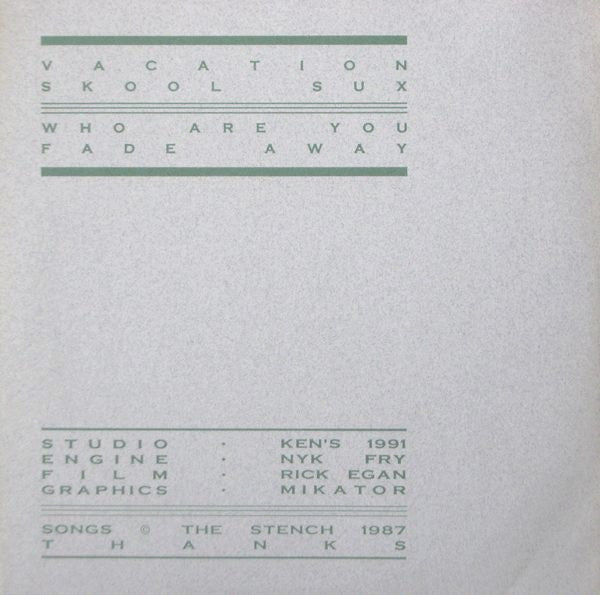 VACATION
SKOOL SUX
WHO ARE YOU
FADE AWAY
STUDIO · KEN'S 1991
ENGINE · NYK FRY
FILM · RICK EGAN
GRAPHICS · MIKATOR
SONGS © THE STENCH 1987
THANKS